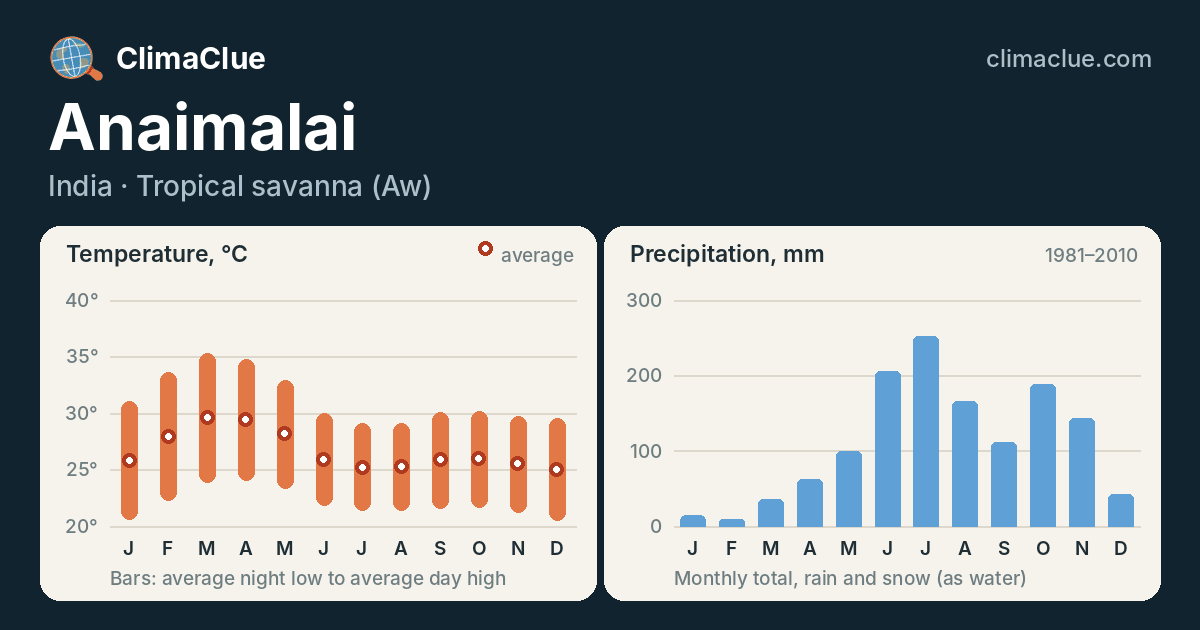 ClimaClue
climaclue.com
Anaimalai
India · Tropical savanna (Aw)
Temperature, °C
average
40°
35°
30°
25°
20°
J F M A M J J A S O N D
Bars: average night low to average day high
Precipitation, mm
1981–2010
300
200
100
0
J F M A M J J A S O N D
Monthly total, rain and snow (as water)